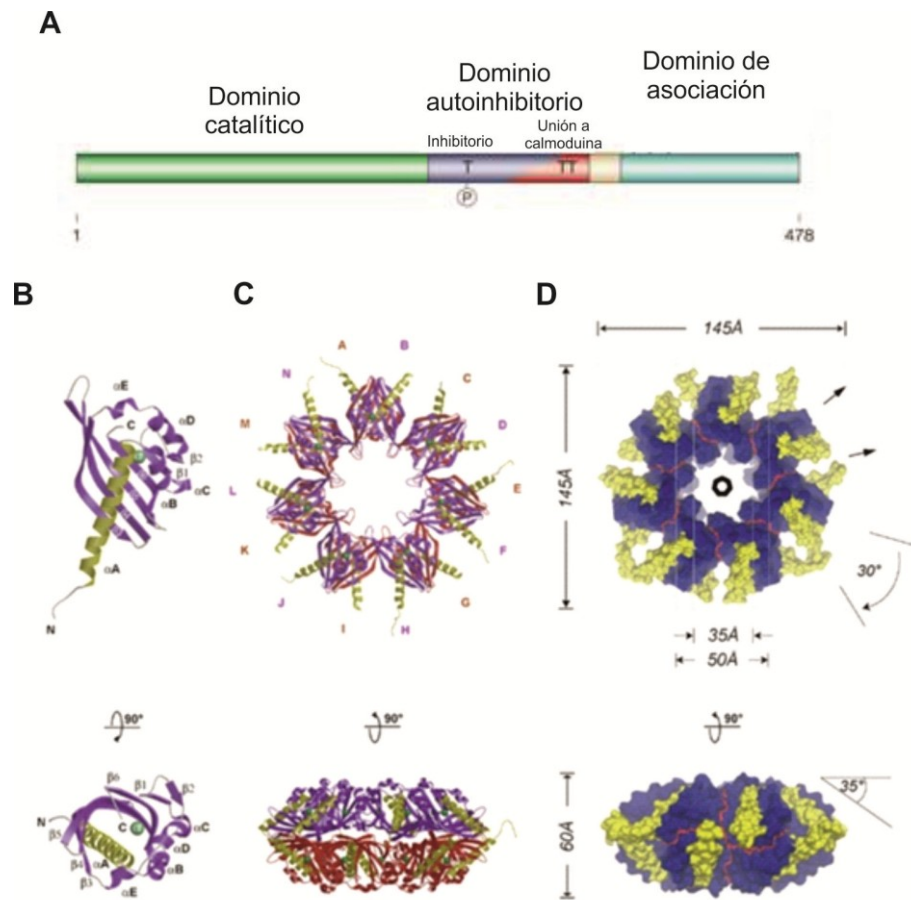 A
Dominio catalítico
Dominio autoinhibitorio
Dominio de asociación
Inhibitorio
Unión a calmoduina
T
TT
P
1
478
B
C
D
αE
C
αD
β2
β1
αC
αB
αA
N
A
B
N
C
M
D
L
E
K
F
J
G
I
H
145Å
145Å
30°
35Å
50Å
90°
90°
90°
β6
β1
β2
N
C
αC
β5
αD
β4
αA
αB
β3
αE
60Å
35°